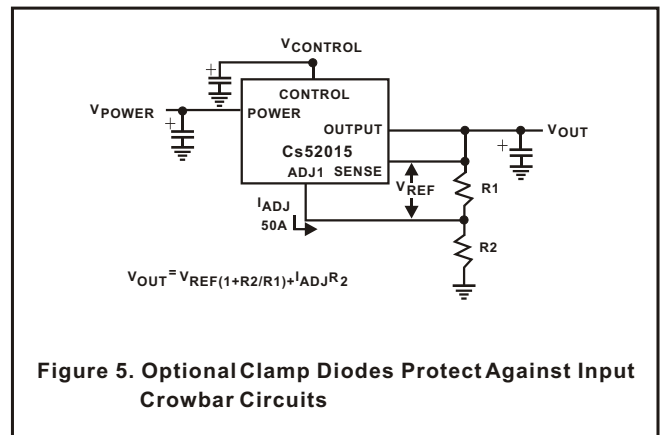 VCONTROL
CONTROL
VPOWER
POWER
OUTPUT
VOUT
Cs52015
ADJ1 SENSE
VREF
R1
IADJ
50A
R2
VOUT=VREF(1+R2/R1)+IADJR2
Figure 5. Optional Clamp Diodes Protect Against Input
Crowbar Circuits